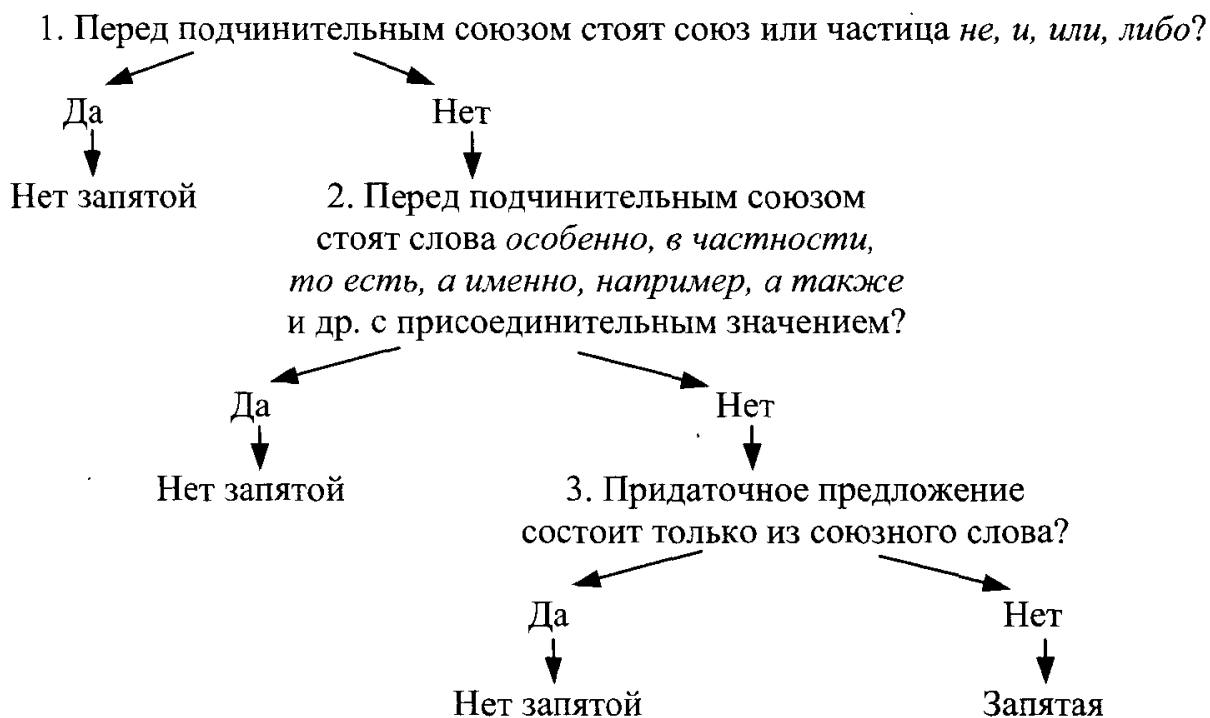 1. Перед подчинительным союзом стоят союз или частица не, и, или, либо?
Да
Нет
Нет запятой
2. Перед подчинительным союзом
стоят слова особенно, в частности,
то есть, а именно, например, а также
и др. с присоединительным значением?
Да
Нет
Нет запятой
3. Придаточное предложение
состоит только из союзного слова?
Да
Нет
Нет запятой
Запятая